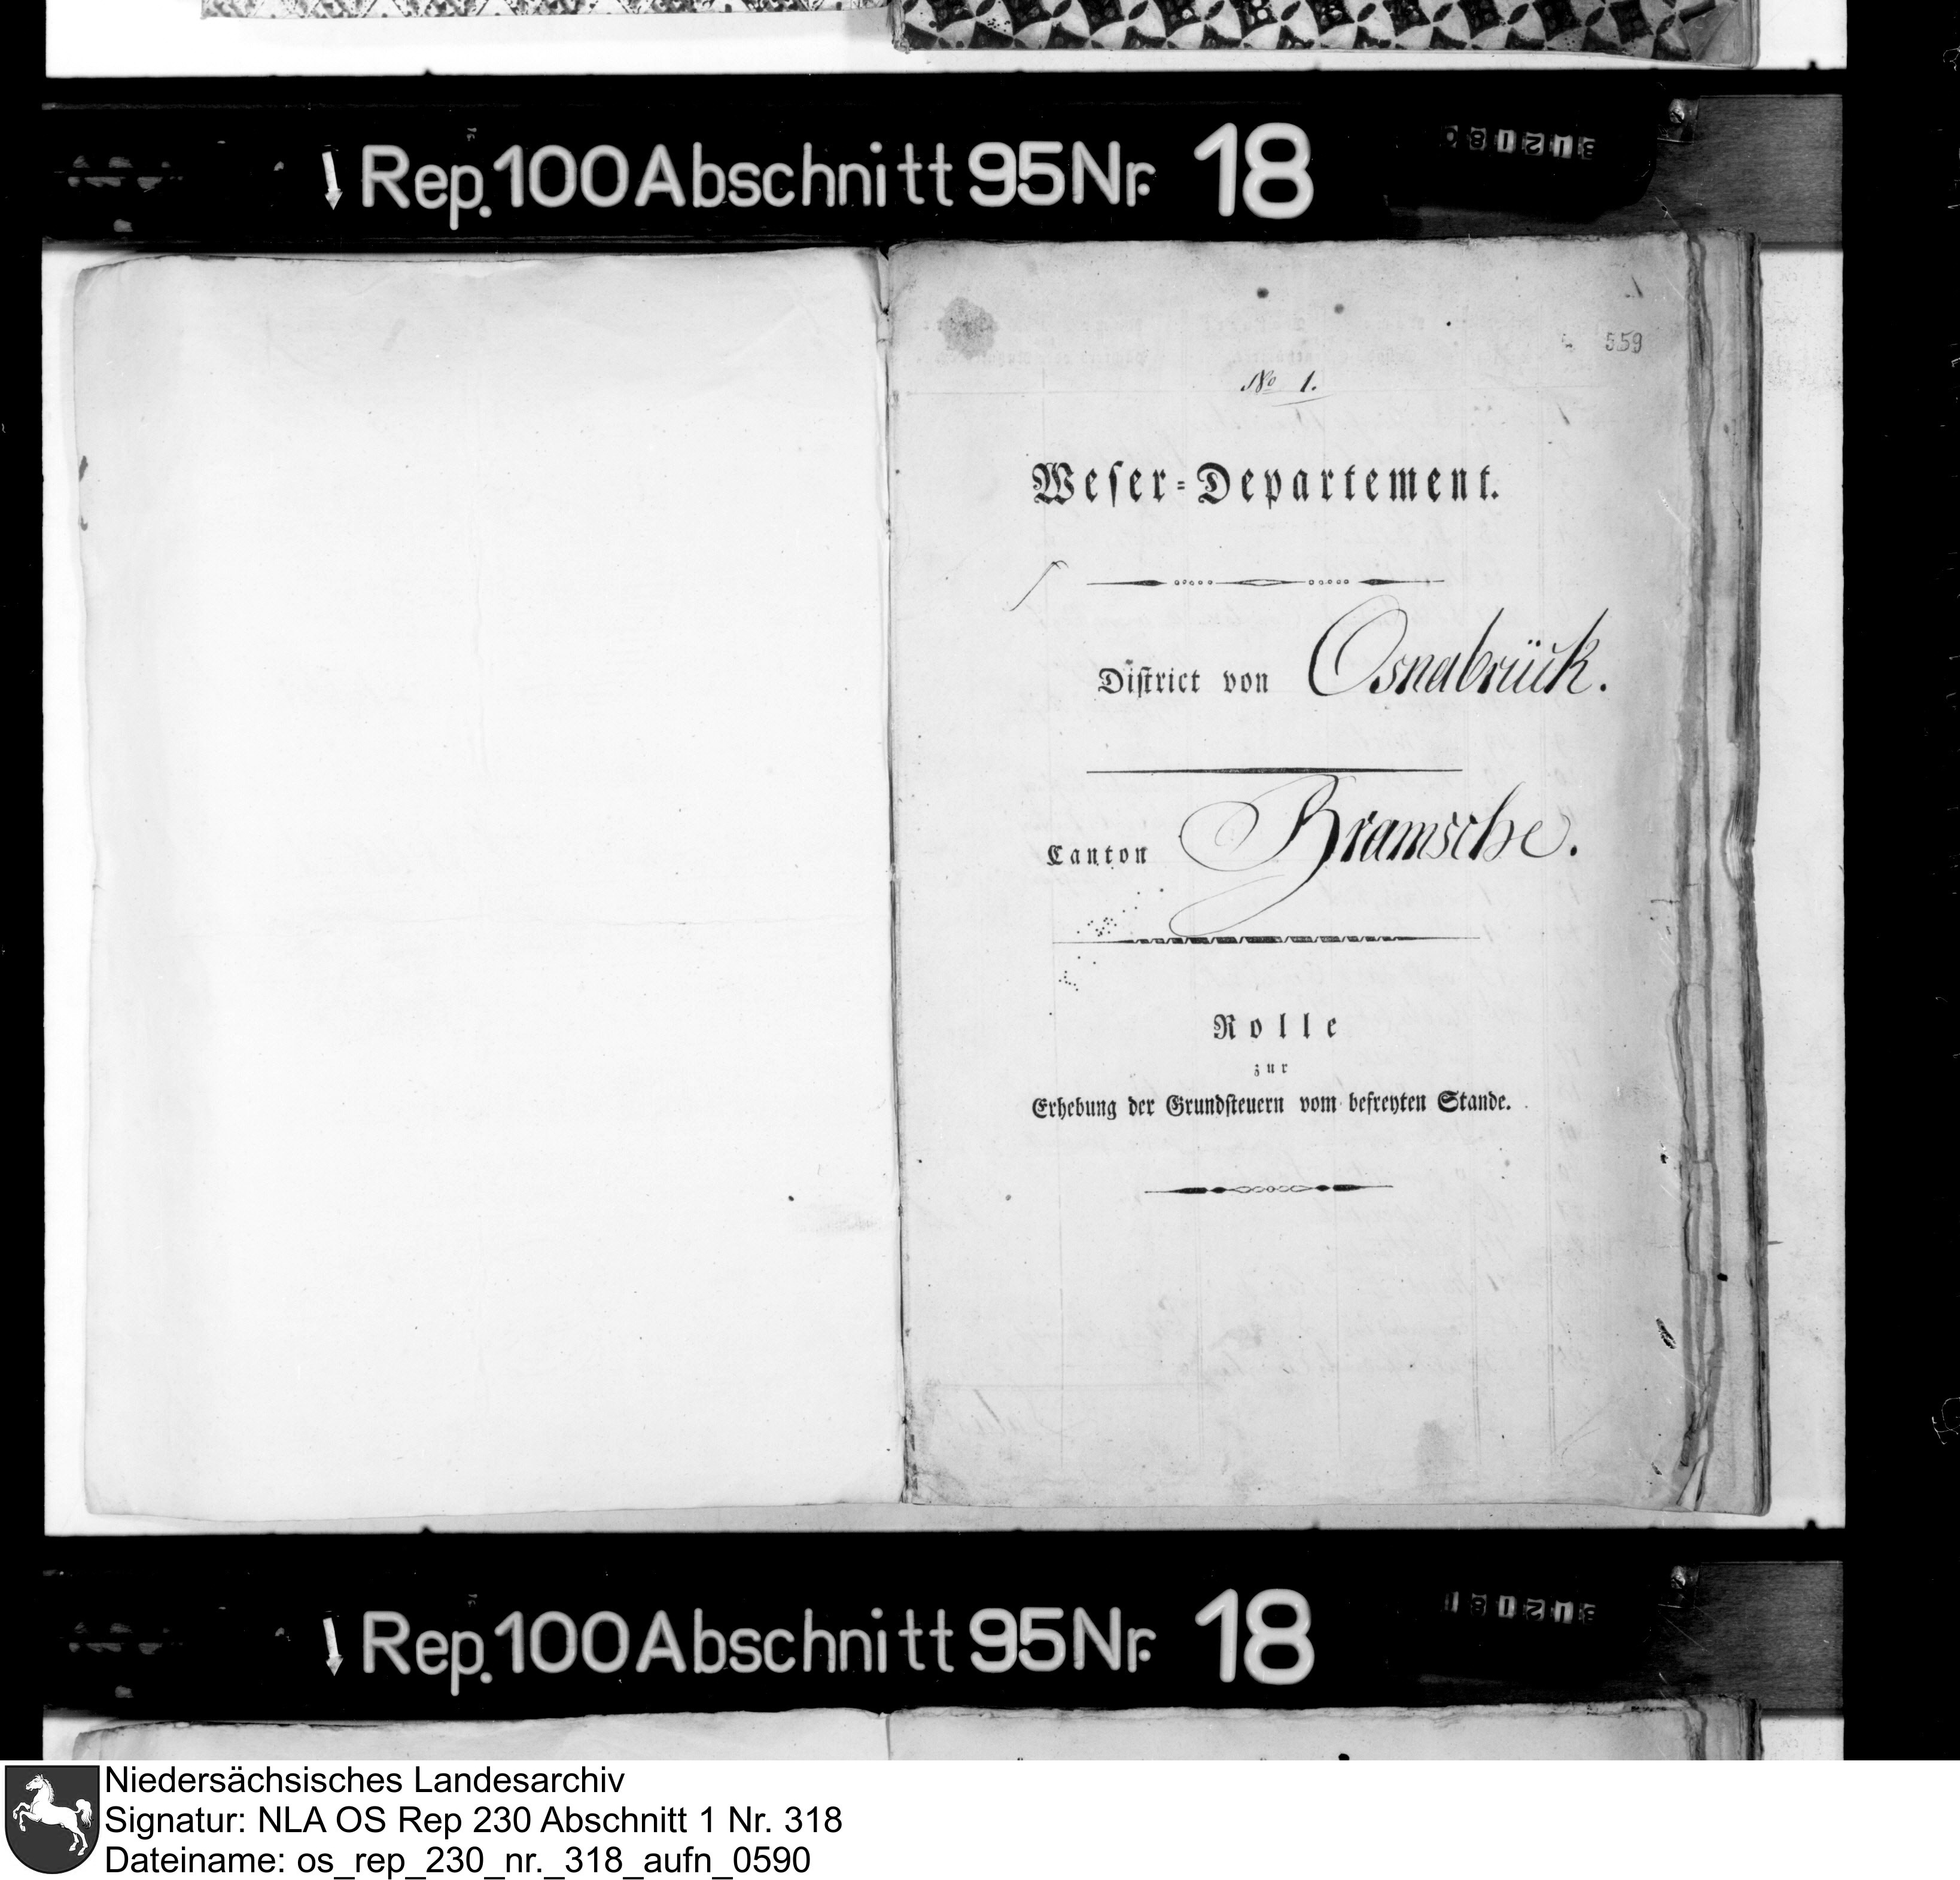 Rep. 100 Abschnitt 95 Nr. 18
559
No 1.
Weſer-Departement.
Diſtrict von Osnabrück.
Canton Bramsche.
Rolle
zur
Erhebung der Grundſteuern vom befreyten Stande.
Rep. 100 Abschnitt 95 Nr. 18
Niedersächsisches Landesarchiv
Signatur: NLA OS Rep 230 Abschnitt 1 Nr. 318
Dateiname: os_rep_230_nr._318_aufn_0590